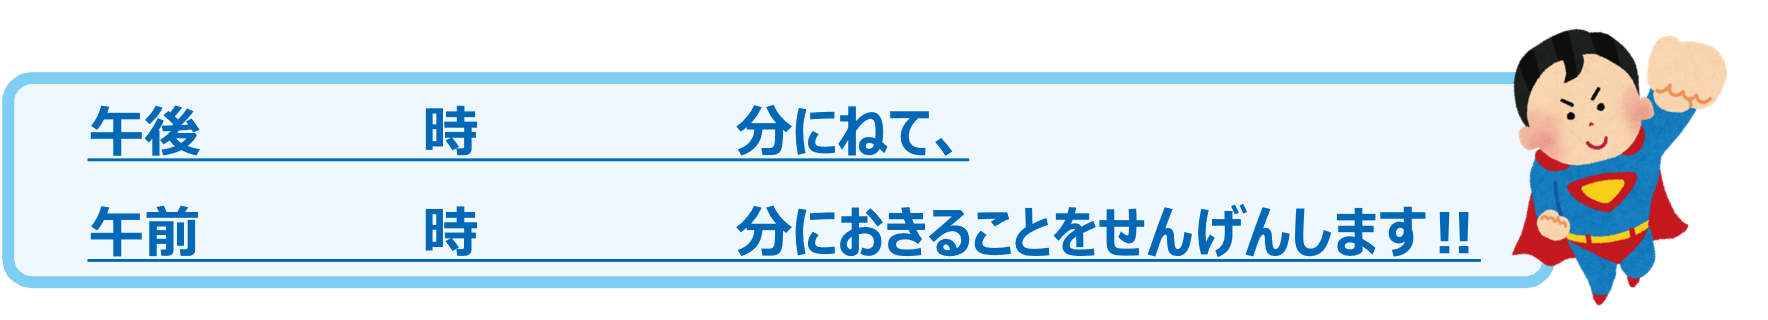 午後　　　　時　　　　　分にねて、
午前　　　　時　　　　　分におきることをせんげんします!!